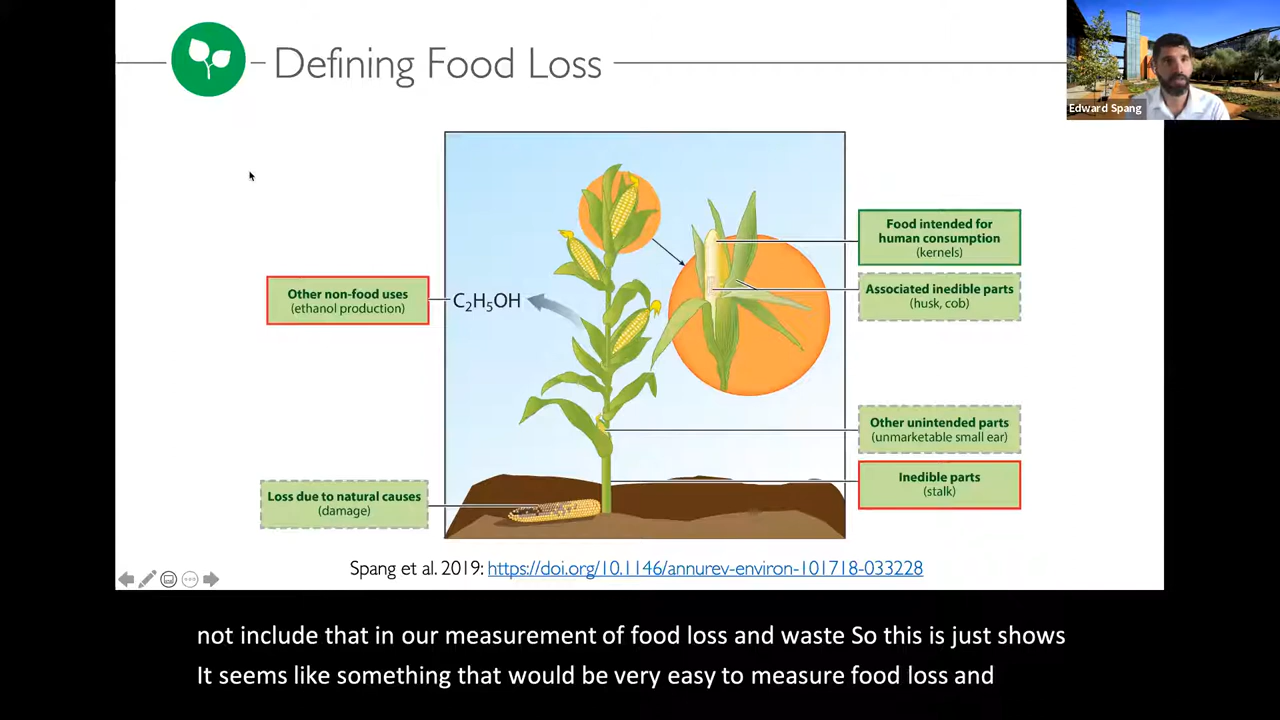 Defining Food Loss
Edward Spang
Food intended for
human consumption
(kernels)
Associated inedible parts
(husk, cob)
Other non-food uses
(ethanol production)
C₂H₅OH
Other unintended parts
(unmarketable small ear)
Inedible parts
(stalk)
Loss due to natural causes
(damage)
Spang et al. 2019: https://doi.org/10.1146/annurev-environ-101718-033228
not include that in our measurement of food loss and waste So this is just shows
It seems like something that would be very easy to measure food loss and